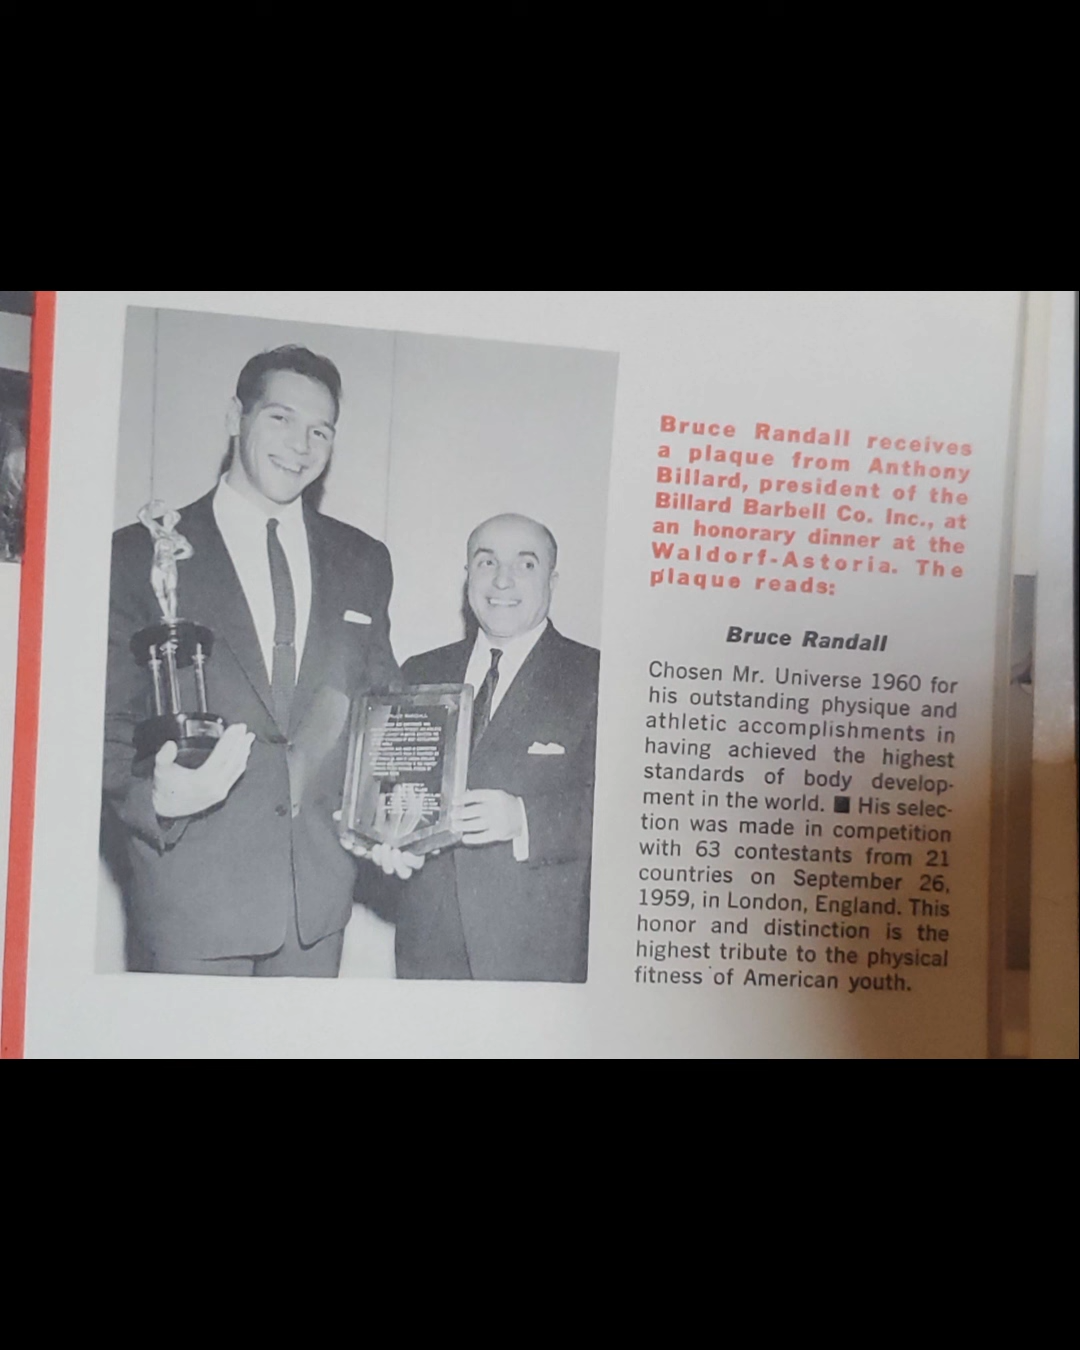 Bruce Randall receives
a plaque from Anthony
Billard, president of the
Billard Barbell Co. Inc., at
an honorary dinner at the
Waldorf-Astoria. The
plaque reads:
Bruce Randall
Chosen Mr. Universe 1960 for
his outstanding physique and
athletic accomplishments in
having achieved the highest
standards of body develop-
ment in the world. ■ His selec-
tion was made in competition
with 63 contestants from 21
countries on September 26,
1959, in London, England. This
honor and distinction is the
highest tribute to the physical
fitness of American youth.